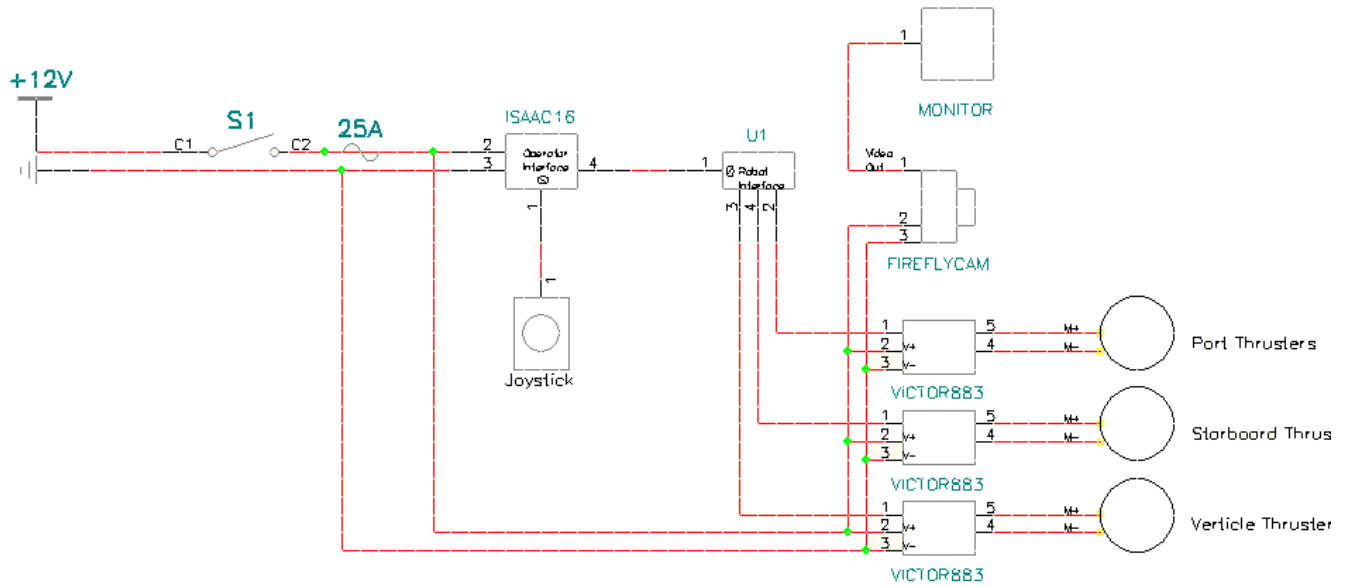 1
MONITOR
+12V
S1
C1
C2
25A
ISAAC16
2
3
Operator
Interface
4
1
1
Joystick
U1
1
Robot
Interface
3
4
2
Video
Out
1
2
3
FIREFLYCAM
1
2
V+
3
V-
5
4
M+
M-
Port Thrusters
VICTOR883
1
2
V+
3
V-
5
4
M+
M-
Starboard Thrus
VICTOR883
1
2
V+
3
V-
5
4
M+
M-
Verticle Thruster
VICTOR883